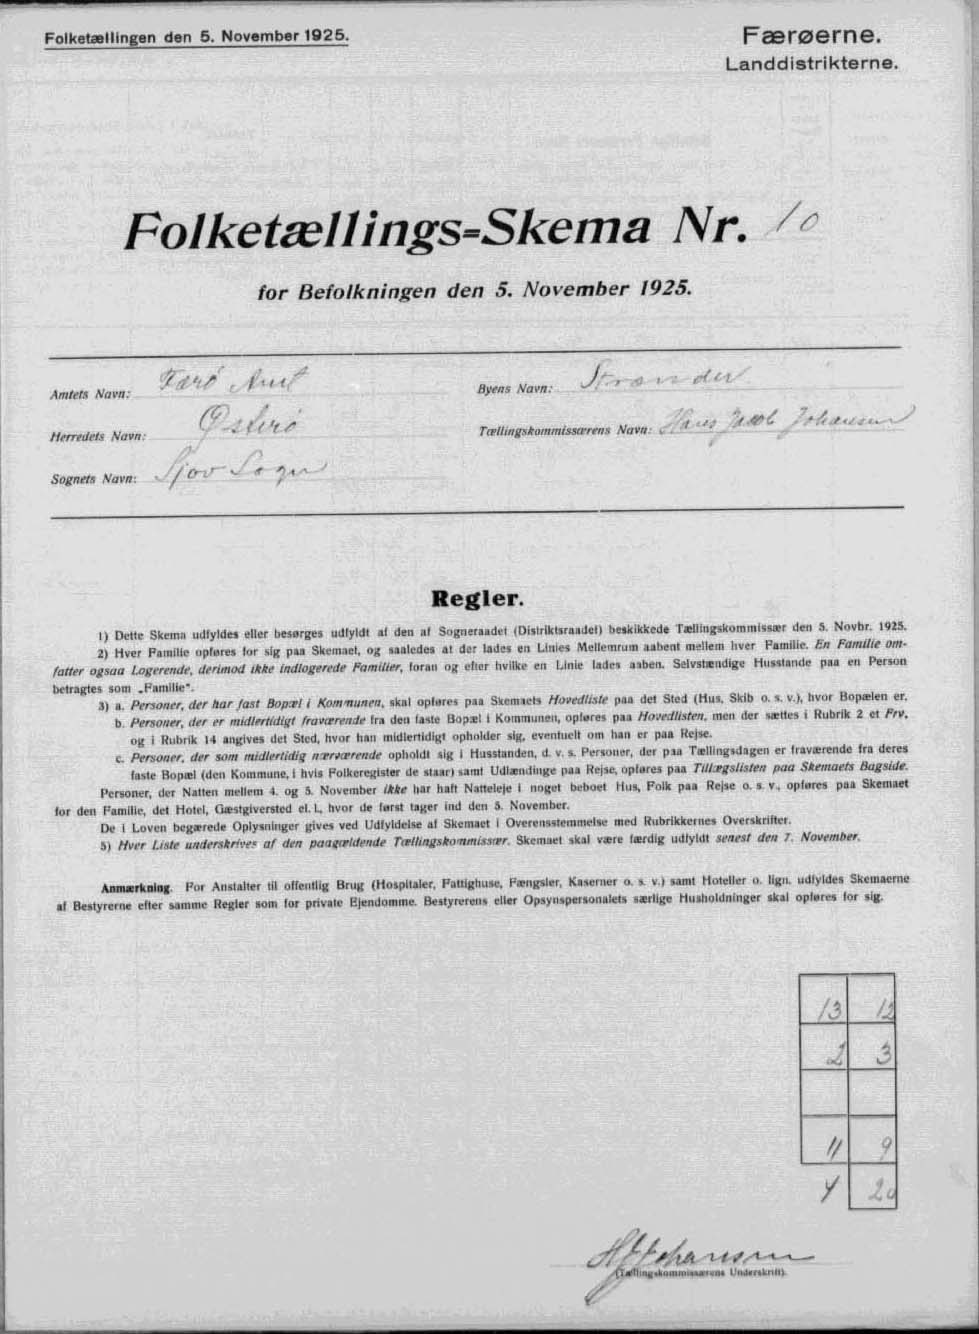 Folketællingen den 5. November 1925.
Færøerne.
Landdistrikterne.
Folketællings=Skema Nr. 10
for Befolkningen den 5. November 1925.
Amtets Navn: Færö Amt
Byens Navn: Strænder
Herredets Navn: Østerö
Tællingskommissærens Navn: Hans Jacob Johansen
Sognets Navn: Sjov Sogn
Regler.
1) Dette Skema udfyldes eller besørges udfyldt af den af Sogneraadet (Distriktsraadet) beskikkede Tællingskommissær den 5. Novbr. 1925.
2) Hver Familie opføres for sig paa Skemaet, og saaledes at der lades en Linies Mellemrum aabent mellem hver Familie. En Familie om-
fatter ogsaa Logerende, derimod ikke indlogerede Familier, foran og efter hvilke en Linie lades aaben. Selvstændige Husstande paa en Person
betragtes som „Familie".
3) a. Personer, der har fast Bopæl i Kommunen, skal opføres paa Skemaets Hovedliste paa det Sted (Hus, Skib o. s. v.), hvor Bopælen er.
b. Personer, der er midlertidigt fraværende fra den faste Bopæl i Kommunen, opføres paa Hovedlisten, men der sættes i Rubrik 2 et Frv,
og i Rubrik 14 angives det Sted, hvor han midlertidigt opholder sig, eventuelt om han er paa Rejse.
c. Personer, der som midlertidig nærværende opholdt sig i Husstanden, d. v. s. Personer, der paa Tællingsdagen er fraværende fra deres
faste Bopæl (den Kommune, i hvis Folkeregister de staar) samt Udlændinge paa Rejse, opføres paa Tillægslisten paa Skemaets Bagside.
Personer, der Natten mellem 4. og 5. November ikke har haft Natteleje i noget beboet Hus, Folk paa Rejse o. s. v., opføres paa Skemaet
for den Familie, det Hotel, Gæstgiversted el. l., hvor de først tager ind den 5. November.
De i Loven begærede Oplysninger gives ved Udfyldelse af Skemaet i Overensstemmelse med Rubrikkernes Overskrifter.
5) Hver Liste underskrives af den paagældende Tællingskommissær. Skemaet skal være færdig udfyldt senest den 7. November.
Anmærkning. For Anstalter til offentlig Brug (Hospitaler, Fattighuse, Fængsler, Kaserner o. s. v.) samt Hoteller o. lign. udfyldes Skemaerne
af Bestyrerne efter samme Regler som for private Ejendomme. Bestyrerens eller Opsynspersonalets særlige Husholdninger skal opføres for sig.
13 12
2 3
11 9
4 20
HJJohansen
(Tællingskommissærens Underskrift).